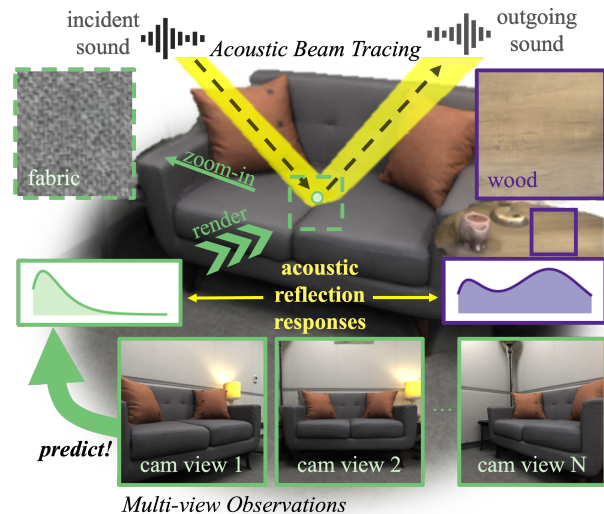 incident
sound
Acoustic Beam Tracing
outgoing
sound
fabric
zoom-in
wood
render
acoustic
reflection
responses
predict!
cam view 1
cam view 2
...
cam view N
Multi-view Observations